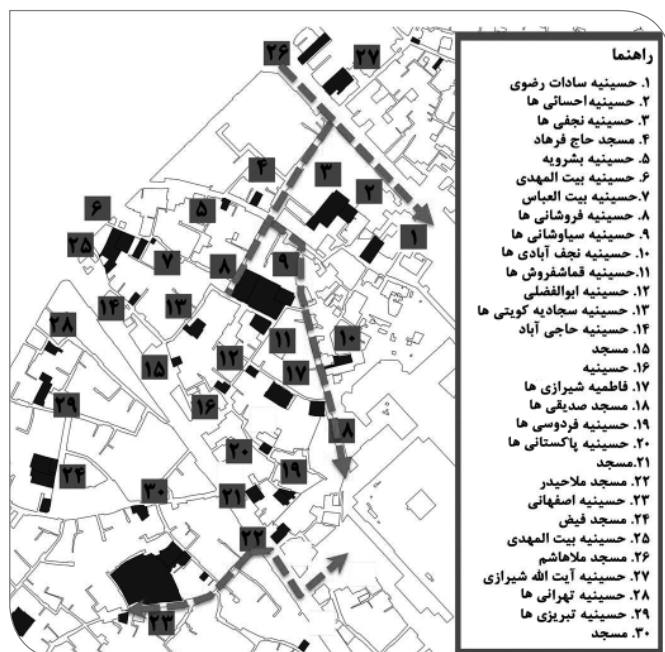 راهنما
۱. حسینیه سادات رضوی
۲. حسینیه احسائی ها
۳. حسینیه نجفی ها
۴. مسجد حاج فرهاد
۵. حسینیه بشرویه
۶. حسینیه بیت المهدی
۷.حسینیه بیت العباس
۸. حسینیه فروشانی ها
۹. حسینیه سیاوشانی ها
۱۰. حسینیه نجف آبادی ها
۱۱.حسینیه قماشفروش ها
۱۲. حسینیه ابوالفضلی
۱۳. حسینیه سجادیه کویتی ها
۱۴. حسینیه حاجی آباد
۱۵. مسجد
۱۶. حسینیه
۱۷. فاطمیه شیرازی ها
۱۸. مسجد صدیقی ها
۱۹. حسینیه فردوسی ها
۲۰. حسینیه پاکستانی ها
۲۱.مسجد
۲۲. مسجد ملاحیدر
۲۳. حسینیه اصفهانی
۲۴. مسجد فیض
۲۵. حسینیه بیت المهدی
۲۶. مسجد ملاهاشم
۲۷. حسینیه آیت الله شیرازی
۲۸. حسینیه تهرانی ها
۲۹. حسینیه تبریزی ها
۳۰. مسجد
۲۶
۲۷
۴
۳
۲
۶
۵
۱
۲۵
۷
۸
۹
۱۴
۱۳
۲۸
۱۱
۱۰
۱۵
۱۲
۱۷
۲۹
۱۶
۱۸
۲۰
۲۴
۱۹
۳۰
۲۱
۲۲
۲۳